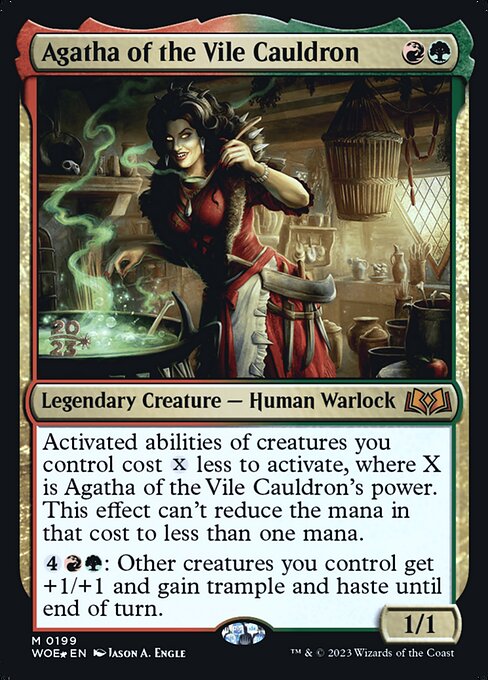 Agatha of the Vile Cauldron
20
23
Legendary Creature — Human Warlock
Activated abilities of creatures you
control cost X less to activate, where X
is Agatha of the Vile Cauldron's power.
This effect can't reduce the mana in
that cost to less than one mana.
4: Other creatures you control get
+1/+1 and gain trample and haste until
end of turn.
1/1
M 0199
WOE★EN JASON A. ENGLE
™ & © 2023 Wizards of the Coast